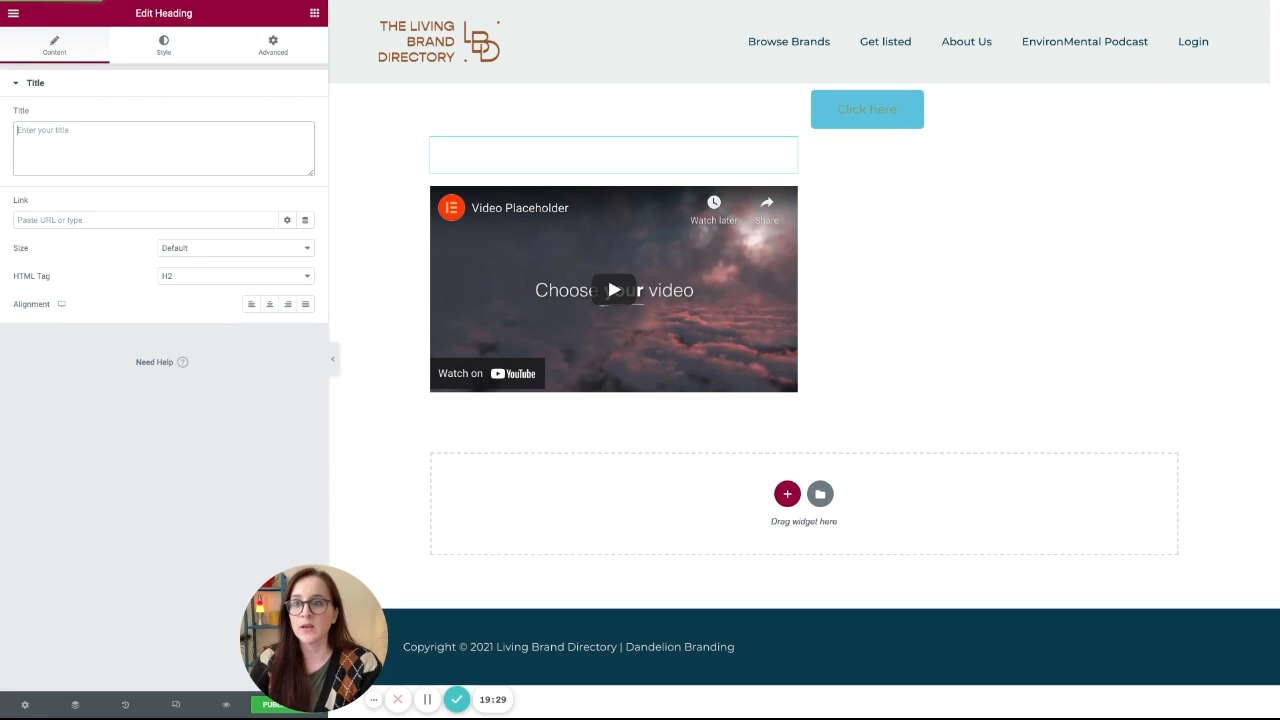 Edit Heading
Content
Style
Advanced
Title
Title
Enter your title
Link
Paste URL or type
Size
Default
HTML Tag
H2
Alignment
Need Help ?
THE LIVING
BRAND
DIRECTORY
Browse Brands
Get listed
About Us
EnvironMental Podcast
Login
Click here
Video Placeholder
Watch later
Share
Choose your video
Watch on YouTube
Drag widget here
Copyright © 2021 Living Brand Directory | Dandelion Branding
19:29